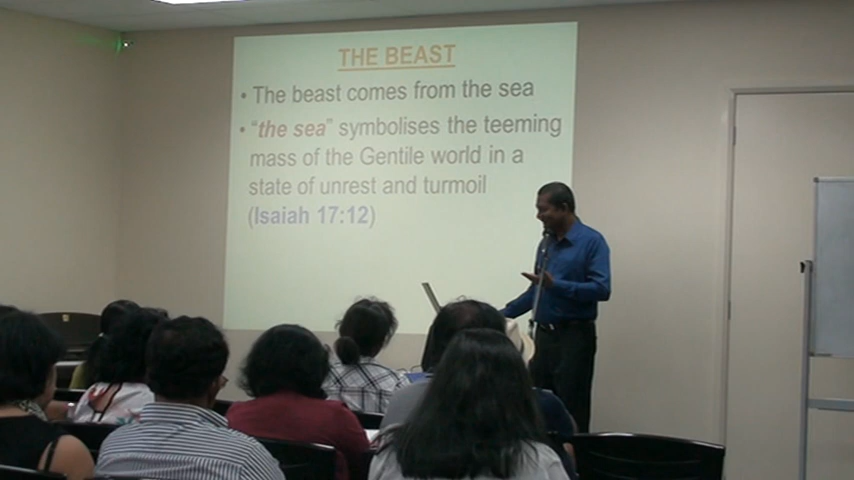 THE BEAST
• The beast comes from the sea
• "the sea" symbolises the teeming
mass of the Gentile world in a
state of unrest and turmoil
(Isaiah 17:12)